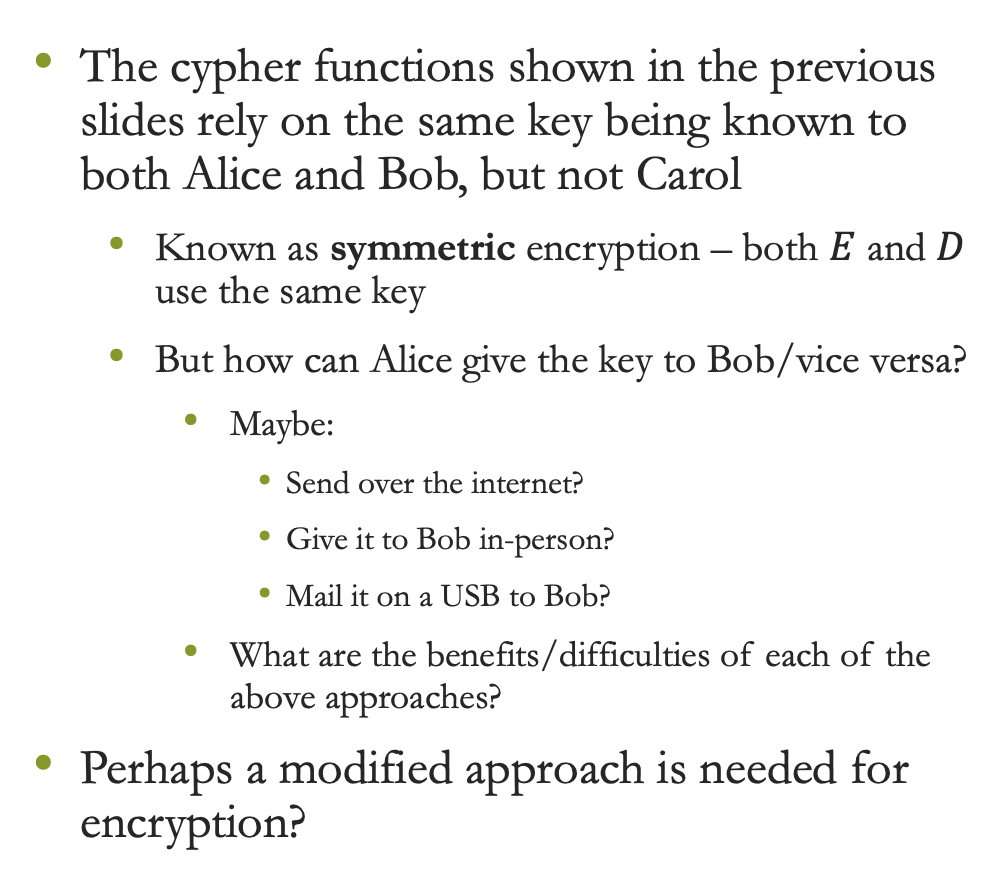 • The cypher functions shown in the previous
slides rely on the same key being known to
both Alice and Bob, but not Carol
• Known as symmetric encryption – both E and D
use the same key
• But how can Alice give the key to Bob/vice versa?
• Maybe:
• Send over the internet?
• Give it to Bob in-person?
• Mail it on a USB to Bob?
• What are the benefits/difficulties of each of the
above approaches?
• Perhaps a modified approach is needed for
encryption?